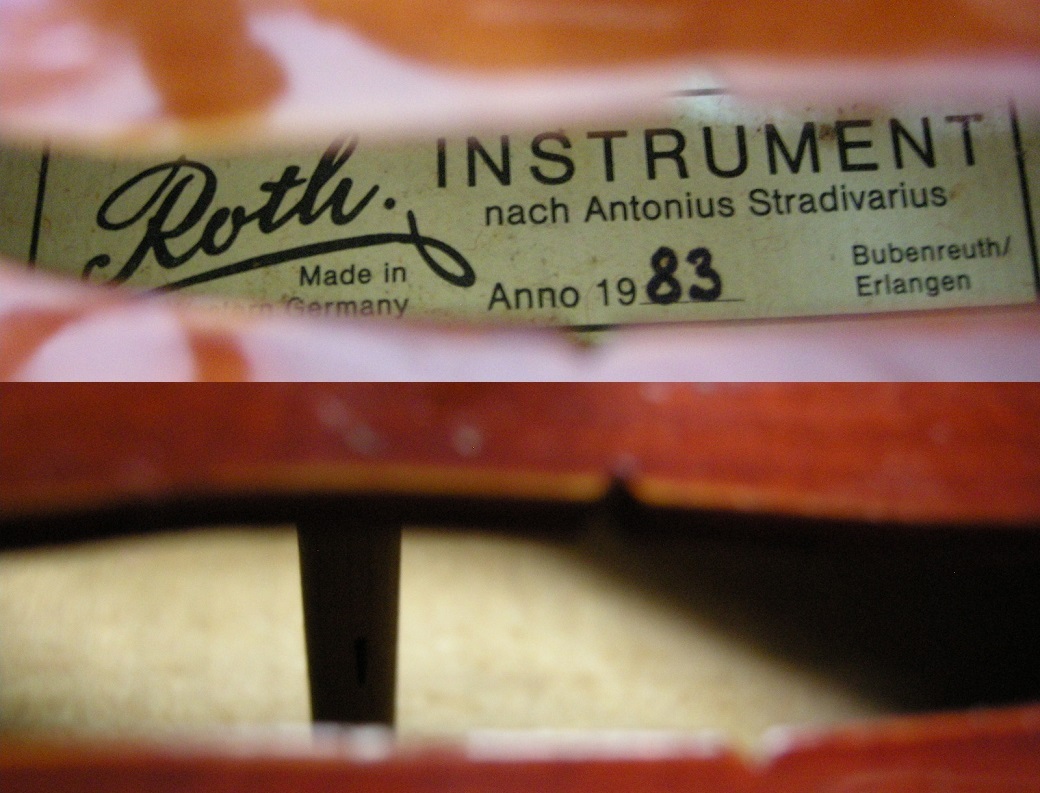 Roth.
INSTRUMENT
nach Antonius Stradivarius
Made in
Germany
Anno 1983
Bubenreuth/
Erlangen